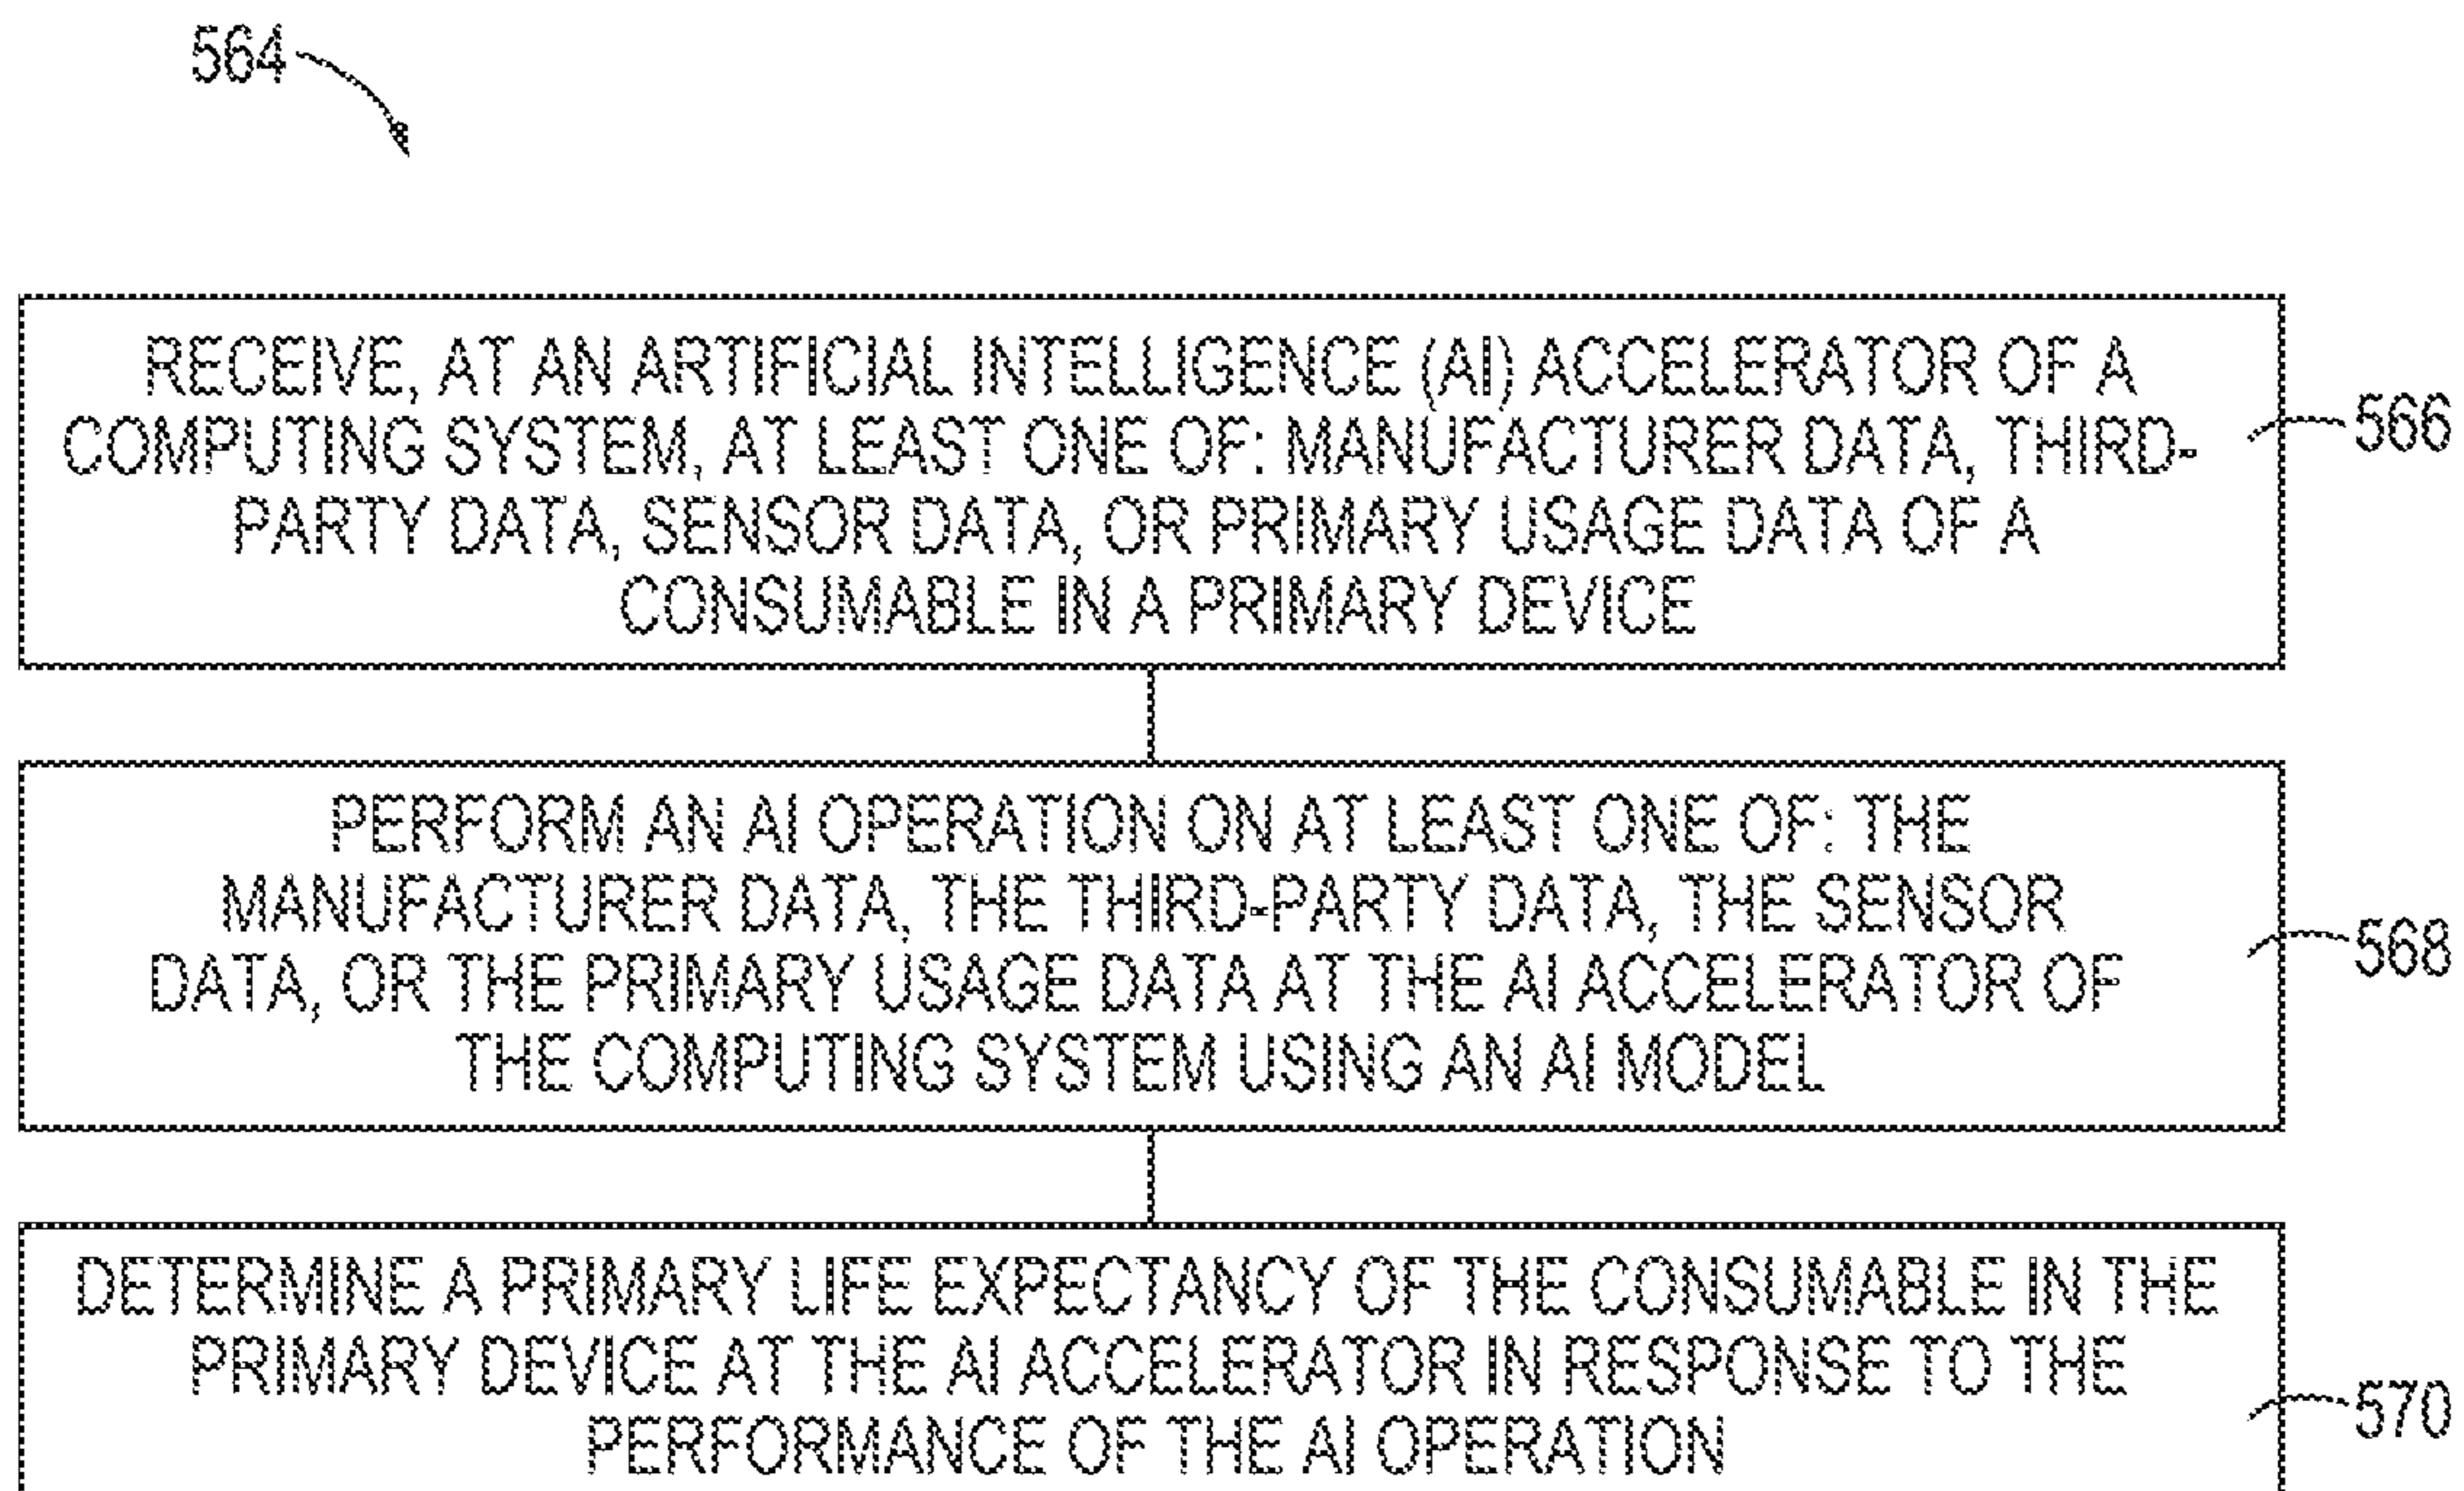 564
RECEIVE, AT AN ARTIFICIAL INTELLIGENCE (AI) ACCELERATOR OF A
COMPUTING SYSTEM, AT LEAST ONE OF: MANUFACTURER DATA, THIRD-
PARTY DATA, SENSOR DATA, OR PRIMARY USAGE DATA OF A
CONSUMABLE IN A PRIMARY DEVICE
566
PERFORM AN AI OPERATION ON AT LEAST ONE OF: THE
MANUFACTURER DATA, THE THIRD-PARTY DATA, THE SENSOR
DATA, OR THE PRIMARY USAGE DATA AT THE AI ACCELERATOR OF
THE COMPUTING SYSTEM USING AN AI MODEL
568
DETERMINE A PRIMARY LIFE EXPECTANCY OF THE CONSUMABLE IN THE
PRIMARY DEVICE AT THE AI ACCELERATOR IN RESPONSE TO THE
PERFORMANCE OF THE AI OPERATION
570